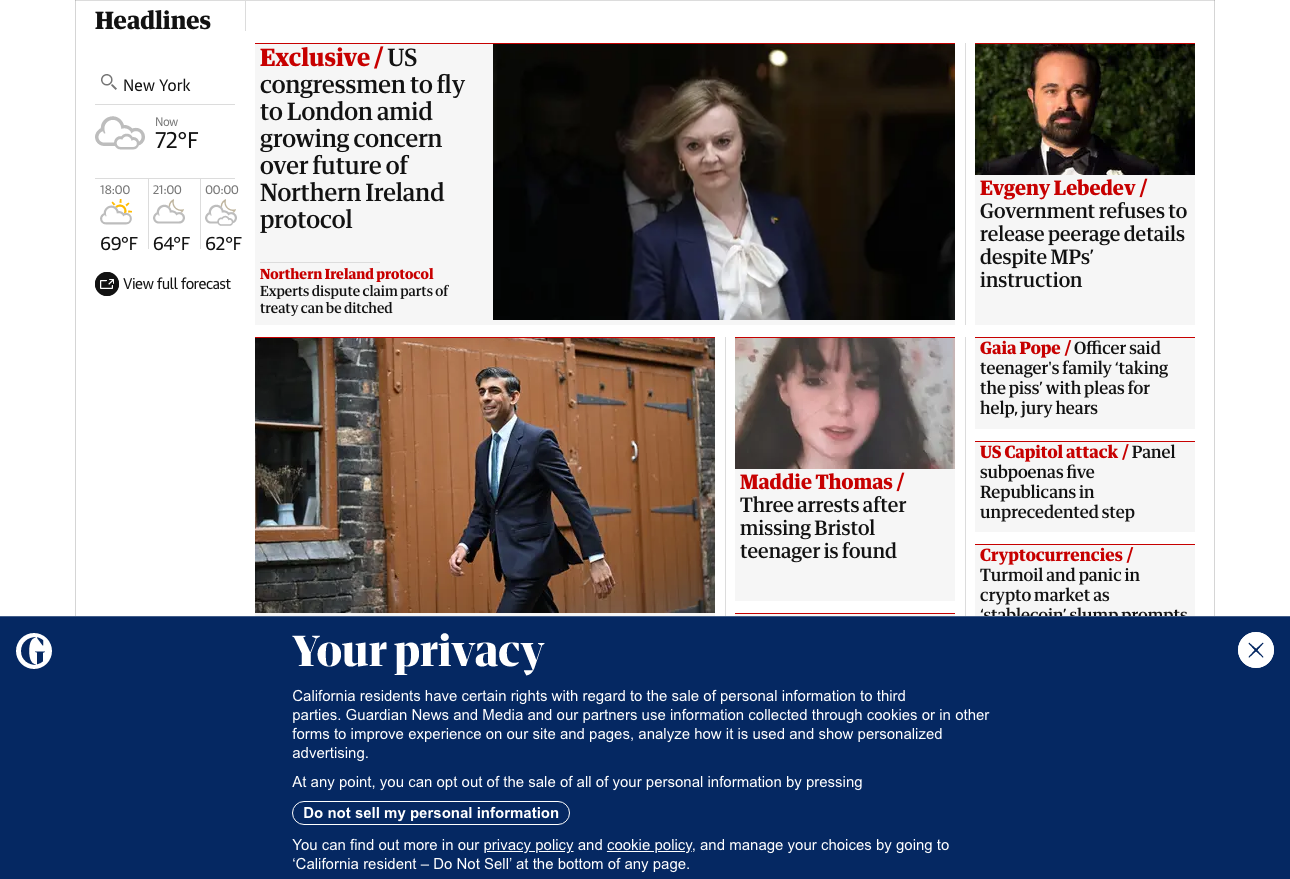 Headlines
New York
Now
72°F
18:00
21:00
00:00
69°F
64°F
62°F
View full forecast
Exclusive / US
congressmen to fly
to London amid
growing concern
over future of
Northern Ireland
protocol
Northern Ireland protocol
Experts dispute claim parts of
treaty can be ditched
Evgeny Lebedev /
Government refuses to
release peerage details
despite MPs’
instruction
Maddie Thomas /
Three arrests after
missing Bristol
teenager is found
Gaia Pope / Officer said
teenager's family ‘taking
the piss’ with pleas for
help, jury hears
US Capitol attack / Panel
subpoenas five
Republicans in
unprecedented step
Cryptocurrencies /
Turmoil and panic in
crypto market as
‘stablecoin’ slump prompts
G
Your privacy
California residents have certain rights with regard to the sale of personal information to third
parties. Guardian News and Media and our partners use information collected through cookies or in other
forms to improve experience on our site and pages, analyze how it is used and show personalized
advertising.
At any point, you can opt out of the sale of all of your personal information by pressing
Do not sell my personal information
You can find out more in our privacy policy and cookie policy, and manage your choices by going to
‘California resident – Do Not Sell’ at the bottom of any page.